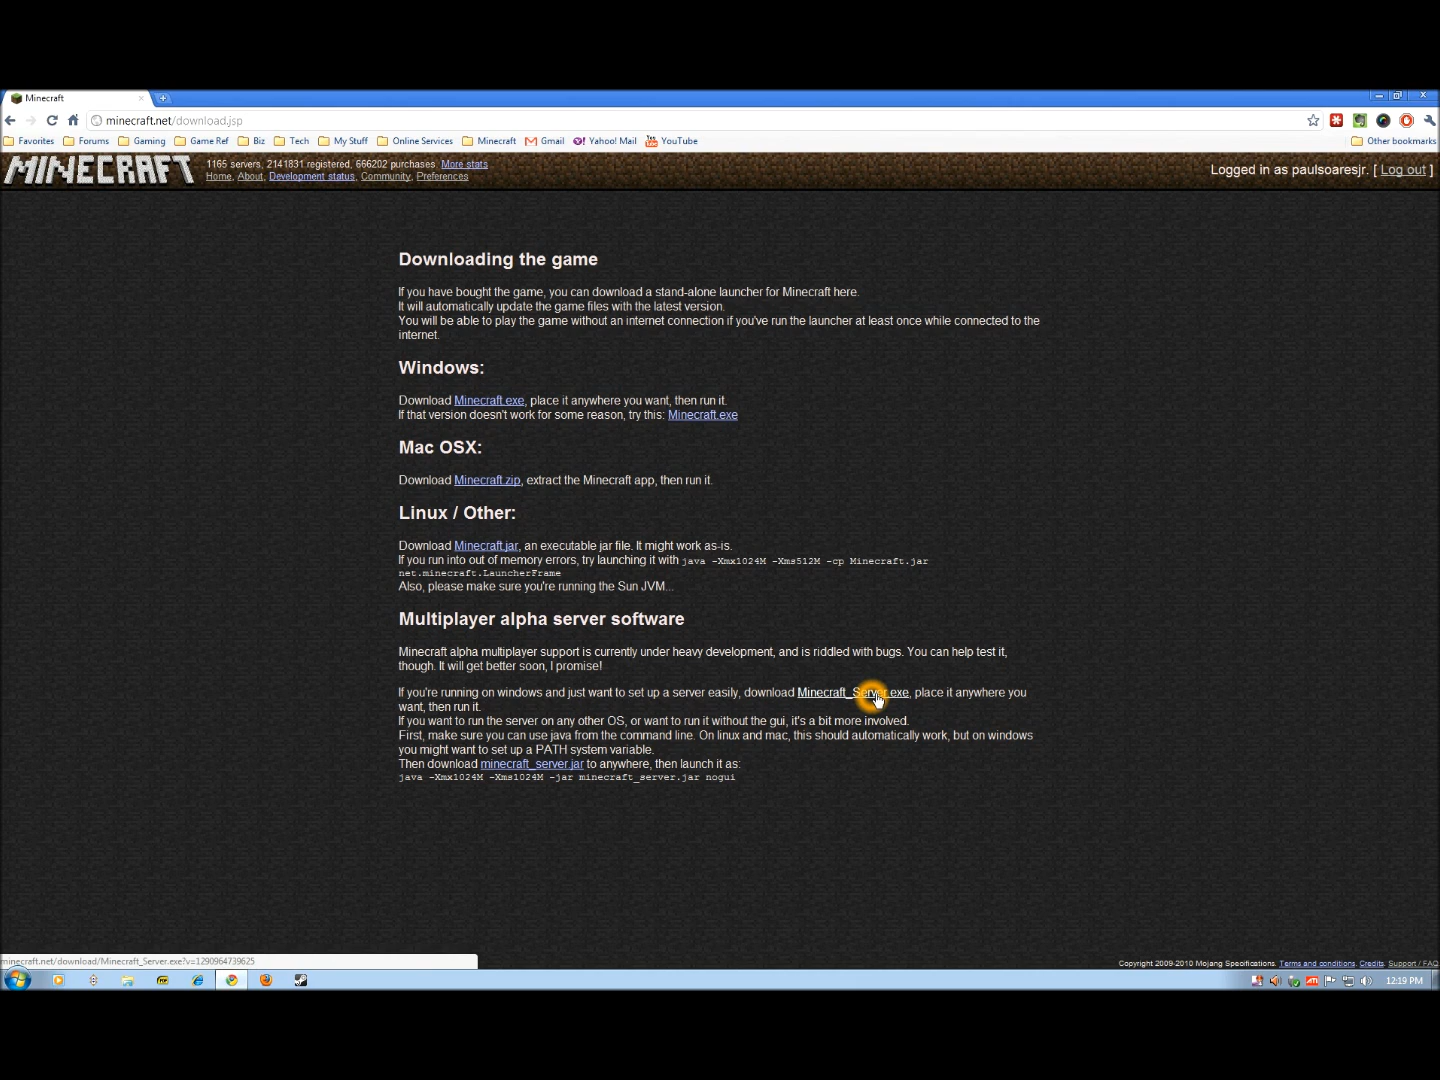 Minecraft
minecraft.net/download.jsp
Favorites Forums Gaming Game Ref Biz Tech My Stuff Online Services Minecraft Gmail Yahoo! Mail YouTube Other bookmarks
MINECRAFT
1165 servers, 2141831 registered, 666202 purchases. More stats
Home, About, Development status, Community, Preferences
Logged in as paulsoaresjr. [ Log out ]
Downloading the game
If you have bought the game, you can download a stand-alone launcher for Minecraft here.
It will automatically update the game files with the latest version.
You will be able to play the game without an internet connection if you've run the launcher at least once while connected to the
internet.
Windows:
Download Minecraft.exe, place it anywhere you want, then run it.
If that version doesn't work for some reason, try this: Minecraft.exe
Mac OSX:
Download Minecraft.zip, extract the Minecraft app, then run it.
Linux / Other:
Download Minecraft.jar, an executable jar file. It might work as-is.
If you run into out of memory errors, try launching it with java -Xmx1024M -Xms512M -cp Minecraft.jar
net.minecraft.LauncherFrame
Also, please make sure you're running the Sun JVM...
Multiplayer alpha server software
Minecraft alpha multiplayer support is currently under heavy development, and is riddled with bugs. You can help test it,
though. It will get better soon, I promise!
If you're running on windows and just want to set up a server easily, download Minecraft_Server.exe, place it anywhere you
want, then run it.
If you want to run the server on any other OS, or want to run it without the gui, it's a bit more involved.
First, make sure you can use java from the command line. On linux and mac, this should automatically work, but on windows
you might want to set up a PATH system variable.
Then download minecraft_server.jar to anywhere, then launch it as:
java -Xmx1024M -Xms1024M -jar minecraft_server.jar nogui
minecraft.net/download/Minecraft_Server.exe?v=1290964739625
Copyright 2009-2010 Mojang Specifications. Terms and conditions. Credits. Support / FAQ
12:19 PM